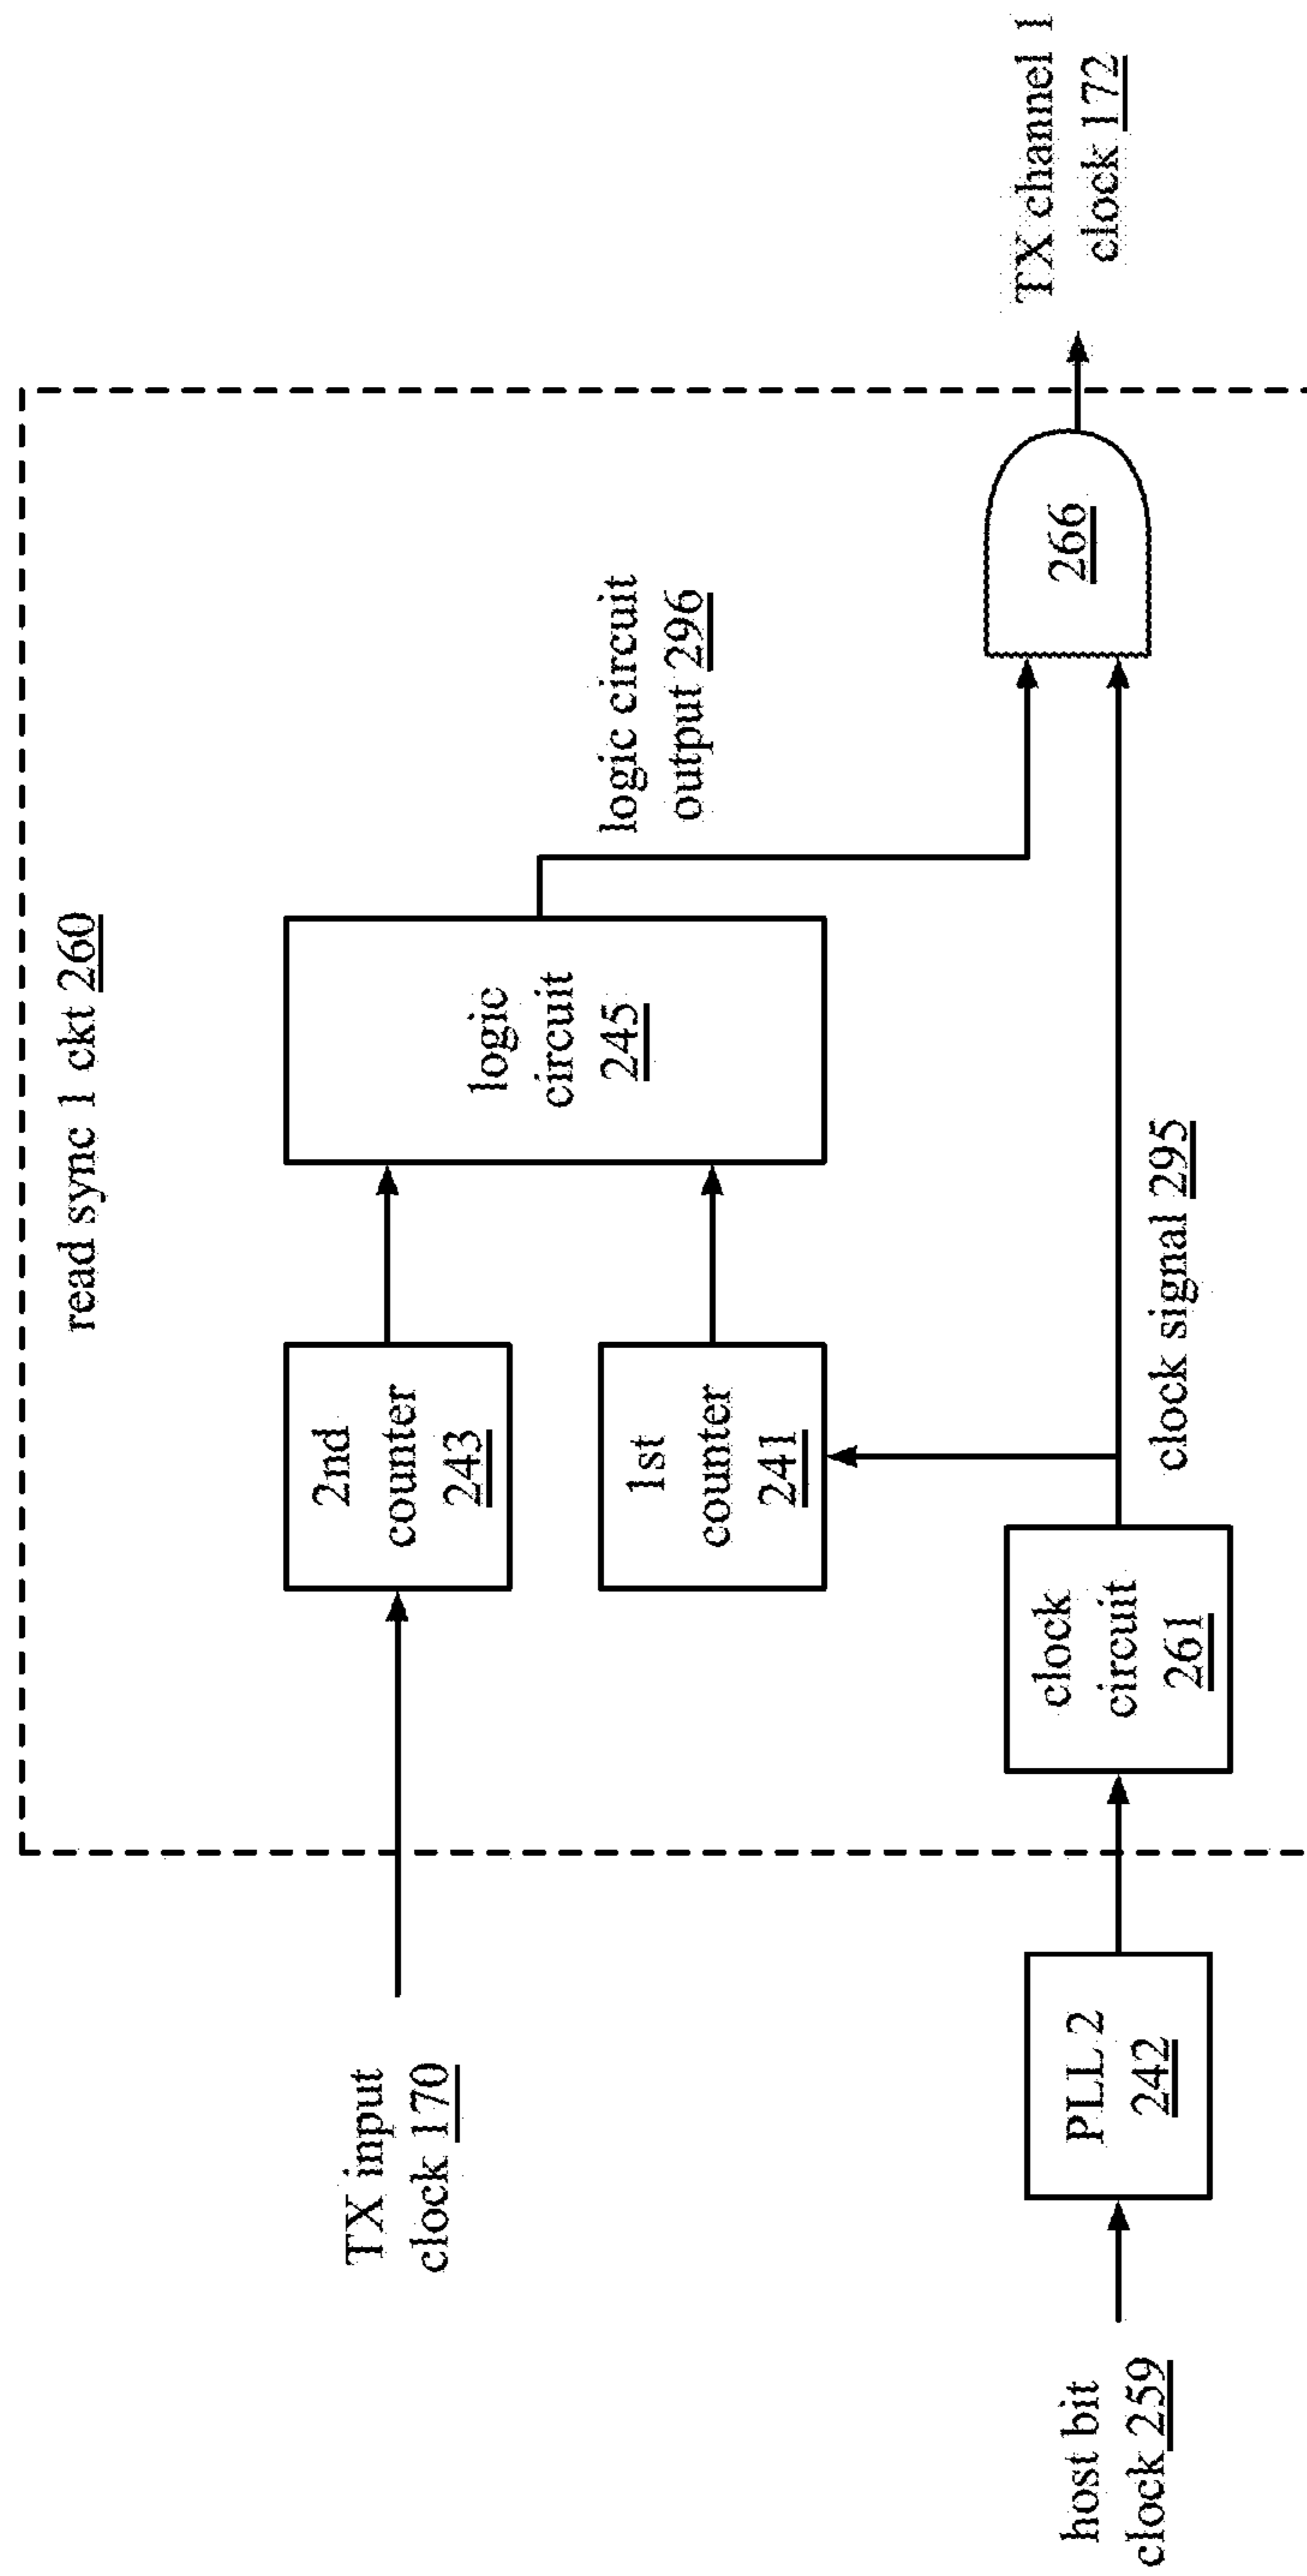 read sync 1 ckt 260
TX input
clock 170
2nd
counter
243
logic
circuit
245
1st
counter
241
logic circuit
output 296
host bit
clock 259
PLL 2
242
clock
circuit
261
clock signal 295
266
TX channel 1
clock 172